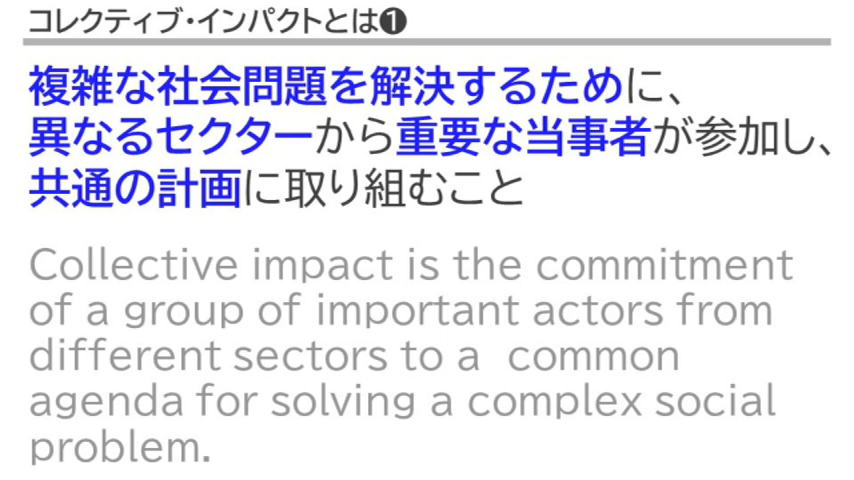 コレクティブ・インパクトとは❶
複雑な社会問題を解決するために、
異なるセクターから重要な当事者が参加し、
共通の計画に取り組むこと
Collective impact is the commitment
of a group of important actors from
different sectors to a common
agenda for solving a complex social
problem.